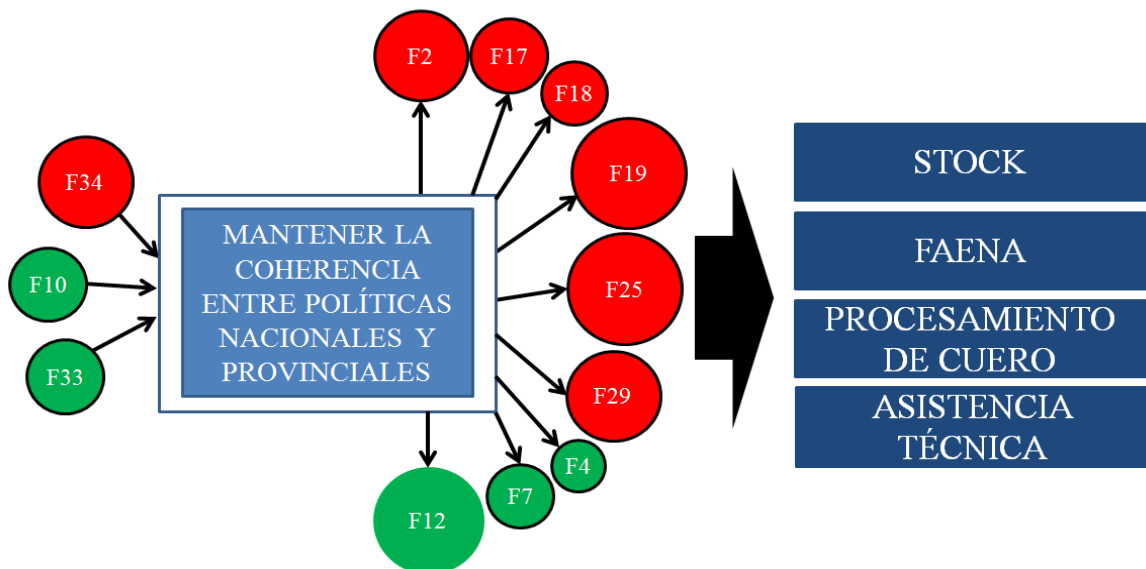 F2
F17
F18
F34
F19
F10
F33
MANTENER LA
COHERENCIA
ENTRE POLÍTICAS
NACIONALES Y
PROVINCIALES
F25
F29
F4
F7
F12
STOCK
FAENA
PROCESAMIENTO
DE CUERO
ASISTENCIA
TÉCNICA